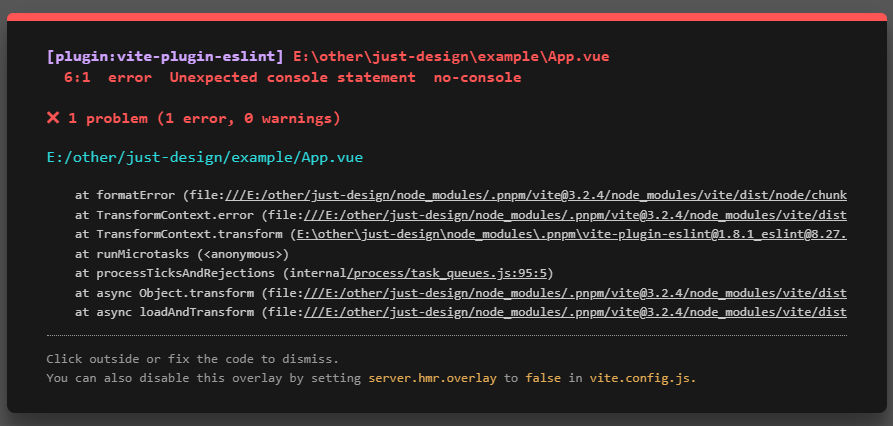 [plugin:vite-plugin-eslint] E:\other\just-design\example\App.vue
6:1 error Unexpected console statement no-console
❌ 1 problem (1 error, 0 warnings)
E:/other/just-design/example/App.vue
at formatError (file:///E:/other/just-design/node_modules/.pnpm/vite@3.2.4/node_modules/vite/dist/node/chunk
at TransformContext.error (file:///E:/other/just-design/node_modules/.pnpm/vite@3.2.4/node_modules/vite/dist
at TransformContext.transform (E:\other\just-design\node_modules\.pnpm\vite-plugin-eslint@1.8.1_eslint@8.27.
at runMicrotasks (<anonymous>)
at processTicksAndRejections (internal/process/task_queues.js:95:5)
at async Object.transform (file:///E:/other/just-design/node_modules/.pnpm/vite@3.2.4/node_modules/vite/dist
at async loadAndTransform (file:///E:/other/just-design/node_modules/.pnpm/vite@3.2.4/node_modules/vite/dist
Click outside or fix the code to dismiss.
You can also disable this overlay by setting server.hmr.overlay to false in vite.config.js.